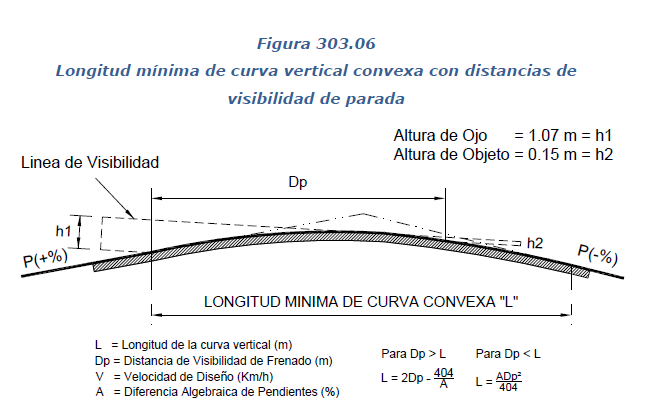 Figura 303.06
Longitud mínima de curva vertical convexa con distancias de
visibilidad de parada
Altura de Ojo = 1.07 m = h1
Altura de Objeto = 0.15 m = h2
Linea de Visibilidad
Dp
h1
h2
P(+%)
P(-%)
LONGITUD MINIMA DE CURVA CONVEXA "L"
L = Longitud de la curva vertical (m)
Dp = Distancia de Visibilidad de Frenado (m)
V = Velocidad de Diseño (Km/h)
A = Diferencia Algebraica de Pendientes (%)
Para Dp > L
L = 2Dp - 404/A
Para Dp < L
L = ADp²/404